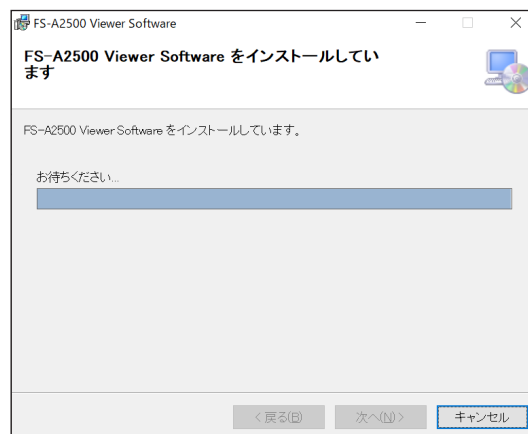 FS-A2500 Viewer Software
FS-A2500 Viewer Software をインストールしてい
ます
FS-A2500 Viewer Software をインストールしています。
お待ちください...
< 戻る(B)
次へ(N) >
キャンセル